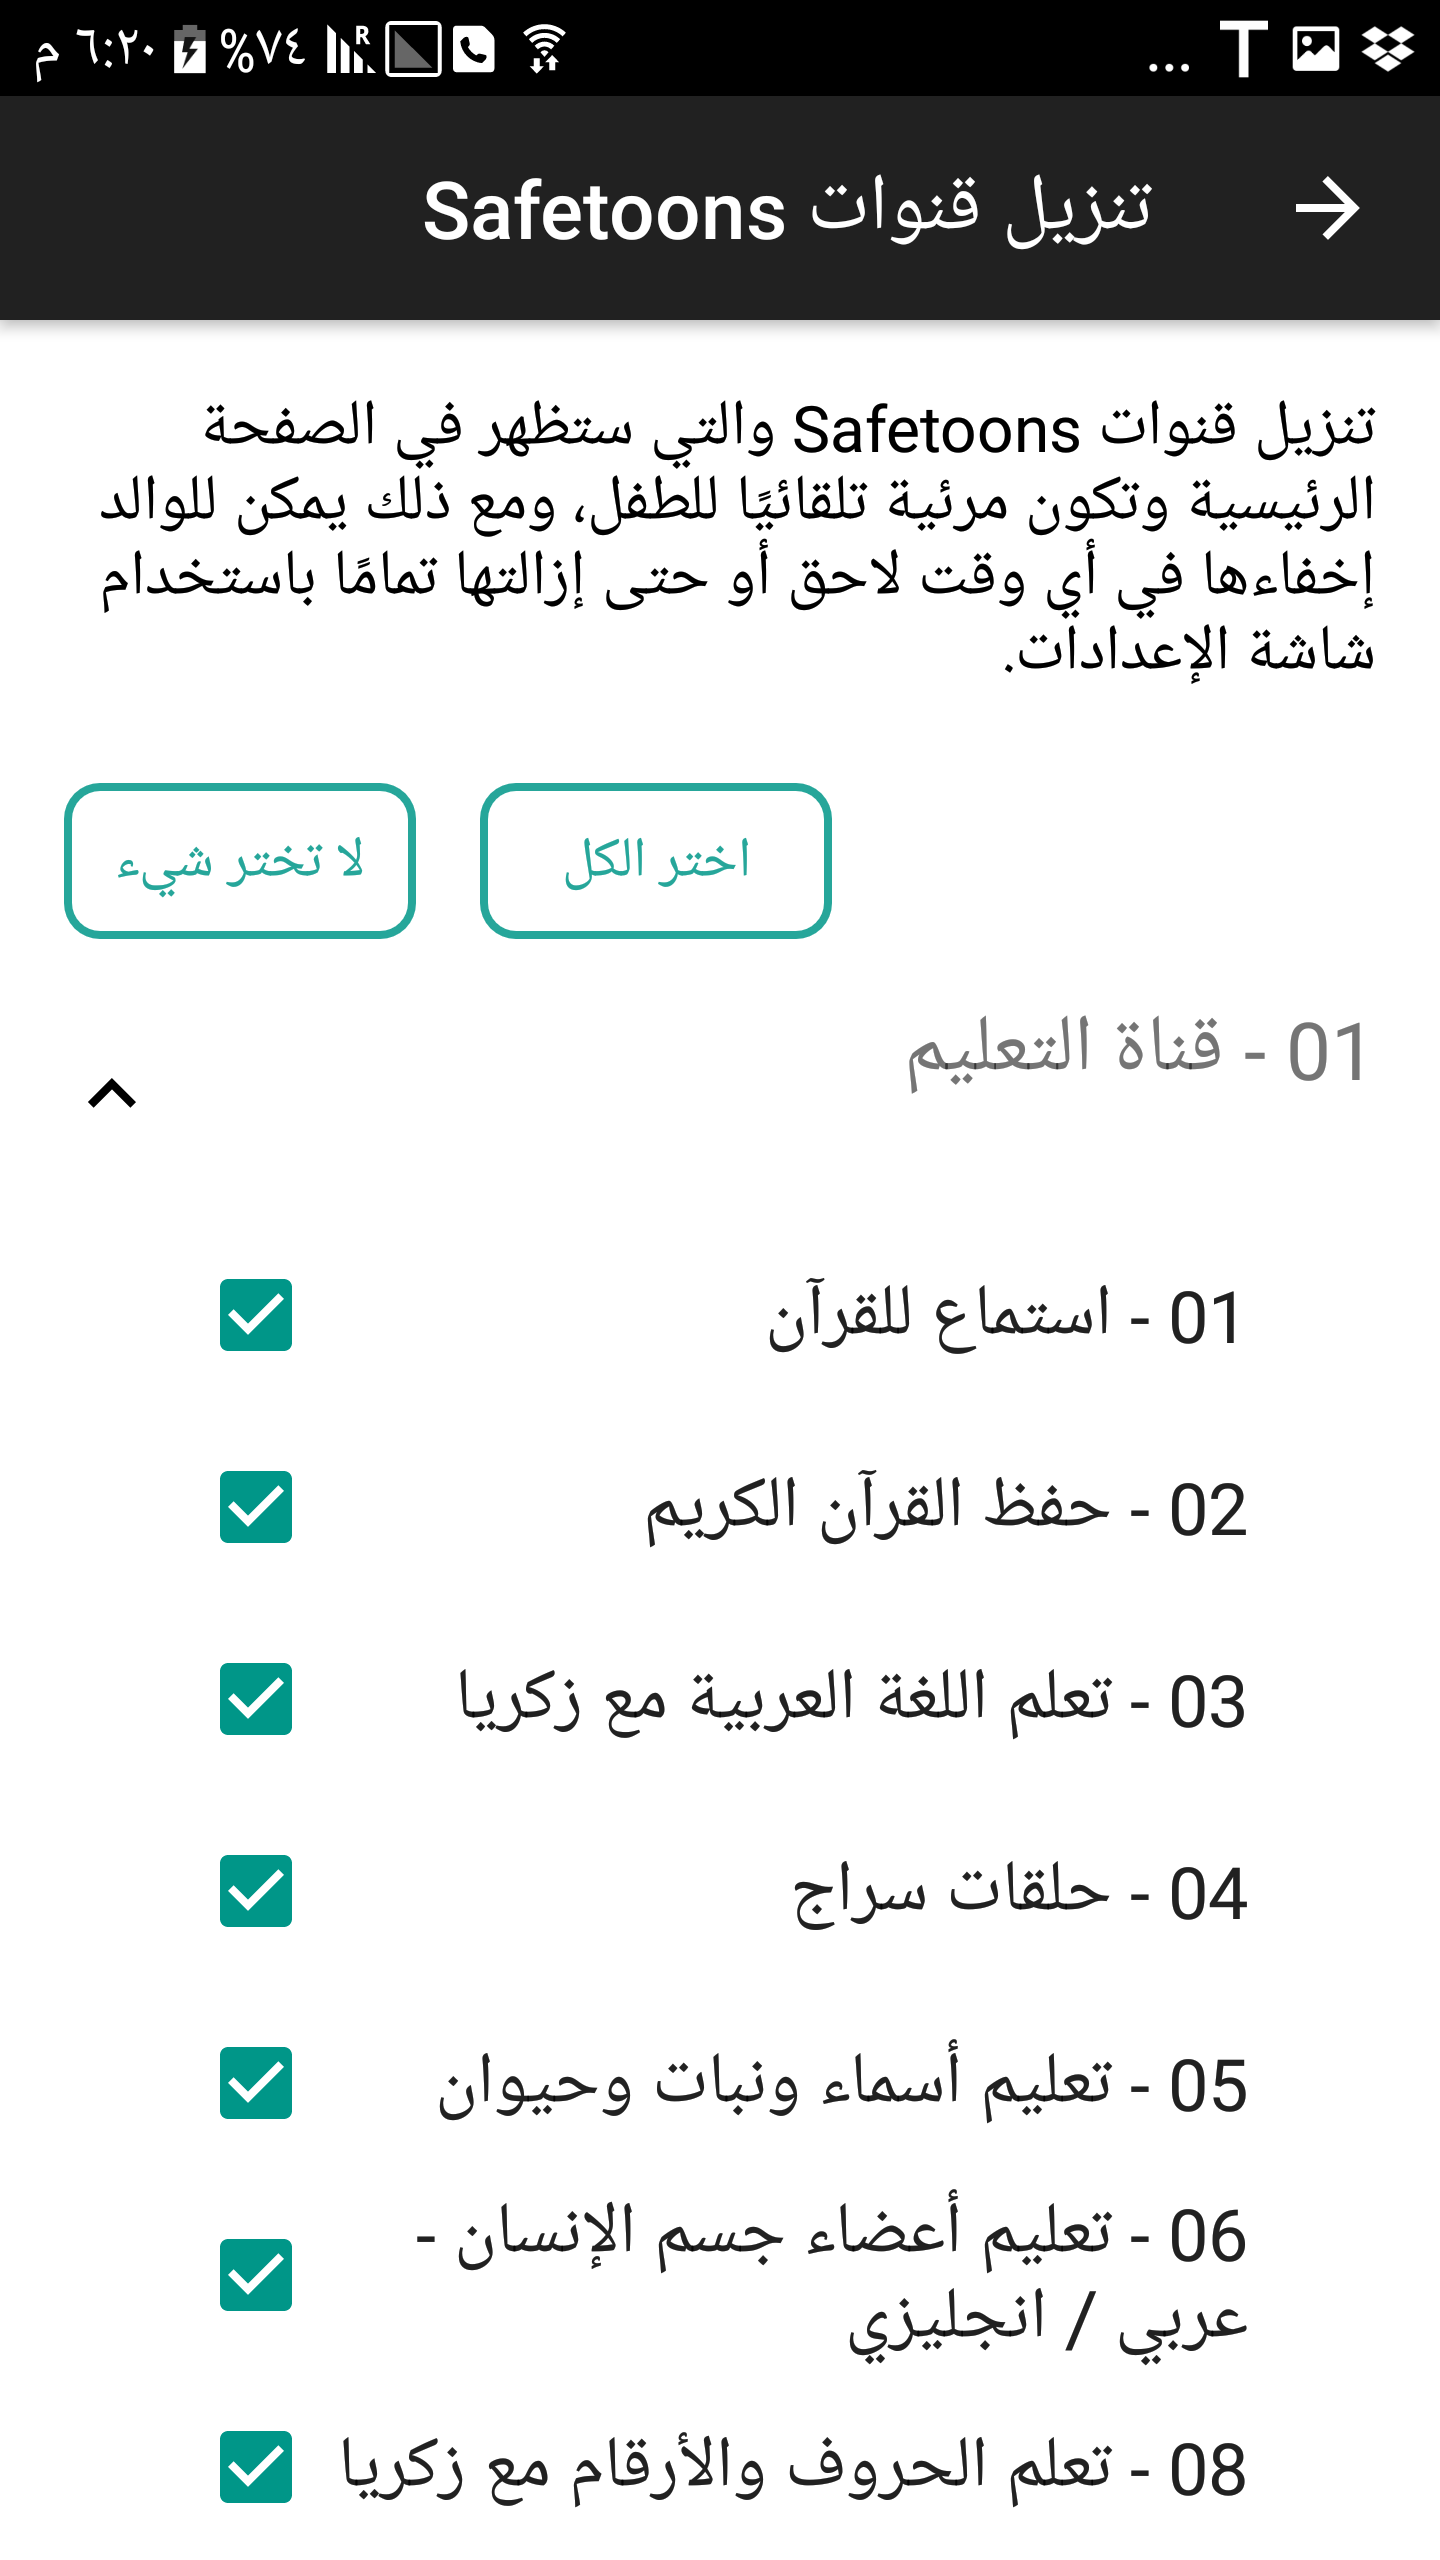 ٦:٢٠ م
%٧٤
R
T
...
تنزيل قنوات Safetoons
تنزيل قنوات Safetoons والتي ستظهر في الصفحة
الرئيسية وتكون مرئية تلقائيًا للطفل، ومع ذلك يمكن للوالد
إخفاءها في أي وقت لاحق أو حتى إزالتها تمامًا باستخدام
شاشة الإعدادات.
اختر الكل
لا تختر شيء
01 - قناة التعليم
01 - استماع للقرآن
02 - حفظ القرآن الكريم
03 - تعلم اللغة العربية مع زكريا
04 - حلقات سراج
05 - تعليم أسماء ونبات وحيوان
06 - تعليم أعضاء جسم الإنسان -
عربي / انجليزي
08 - تعلم الحروف والأرقام مع زكريا